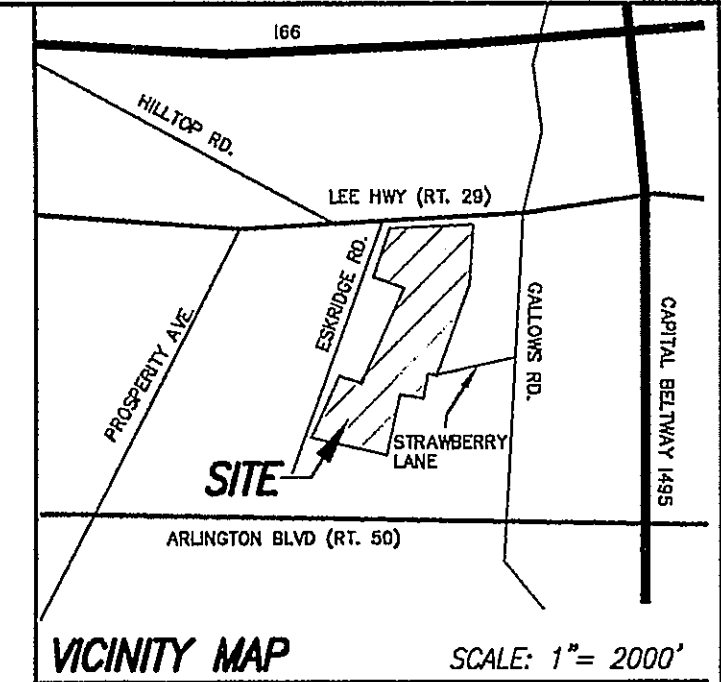 I66
HILLTOP RD.
LEE HWY (RT. 29)
ESKRIDGE RD.
PROSPERITY AVE.
GALLOWS RD.
CAPITAL BELTWAY I495
STRAWBERRY
LANE
SITE
ARLINGTON BLVD (RT. 50)
VICINITY MAP
SCALE: 1"= 2000'